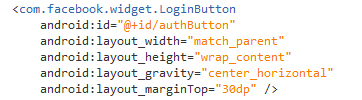 <com.facebook.widget.LoginButton
android:id="@+id/authButton"
android:layout_width="match_parent"
android:layout_height="wrap_content"
android:layout_gravity="center_horizontal"
android:layout_marginTop="30dp" />